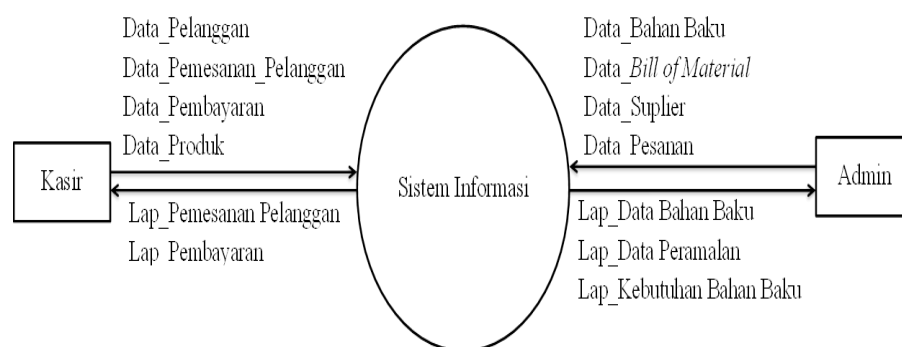 Data_Pelanggan
Data_Pemesanan_Pelanggan
Data_Pembayaran
Data_Produk
Kasir
Lap_Pemesanan Pelanggan
Lap_Pembayaran
Sistem Informasi
Data_Bahan Baku
Data_Bill of Material
Data_Suplier
Data_Pesanan
Admin
Lap_Data Bahan Baku
Lap_Data Peramalan
Lap_Kebutuhan Bahan Baku